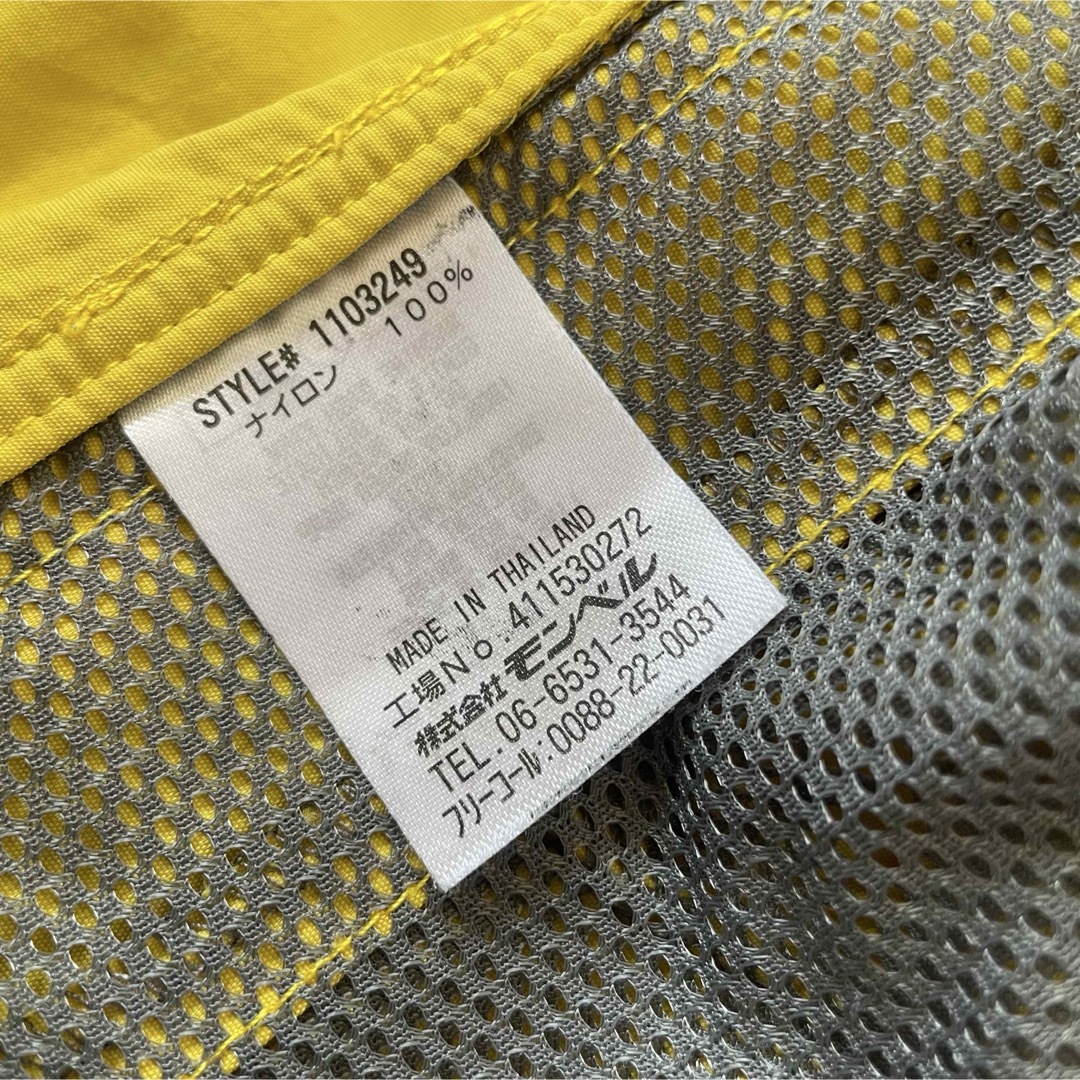 STYLE# 1103249
ナイロン 100%
MADE IN THAILAND
工場No.411530272
株式会社モンベル
TEL:06-6531-3544
フリーコール:0088-22-0031